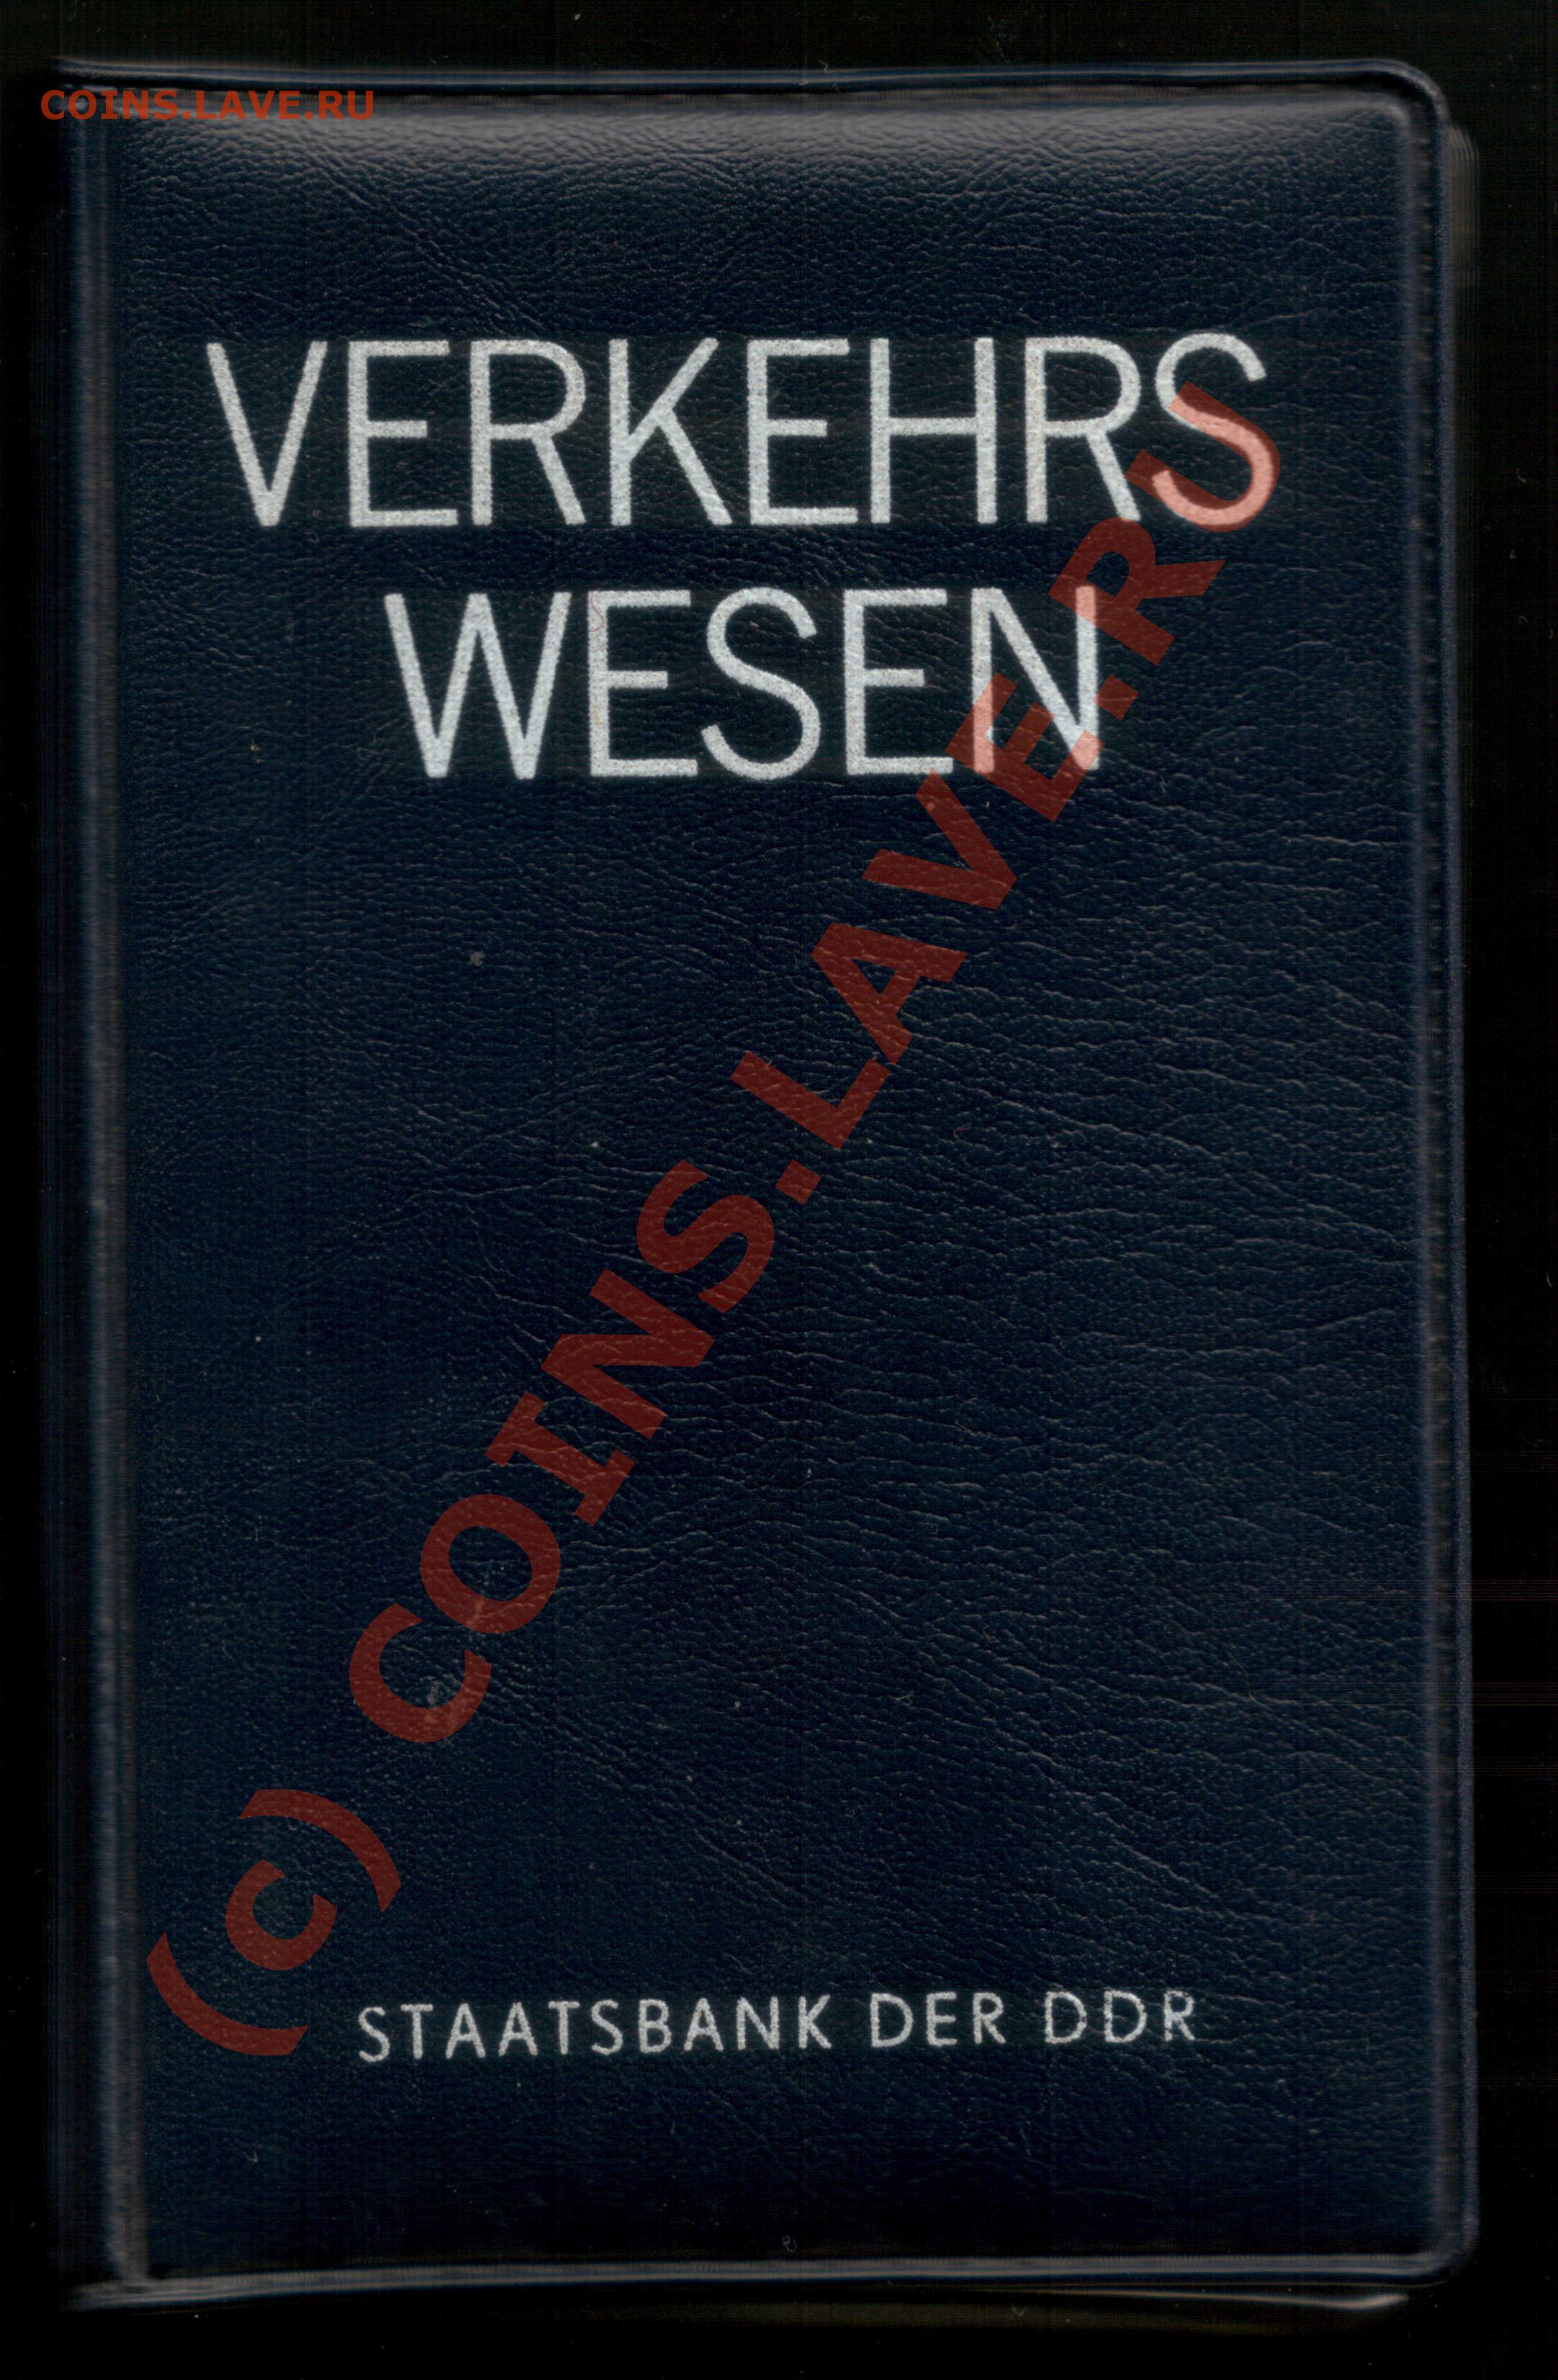 COINS.LAVE.RU
VERKEHRS
WESEN
(c) COINS.LAVE.RU
STAATSBANK DER DDR